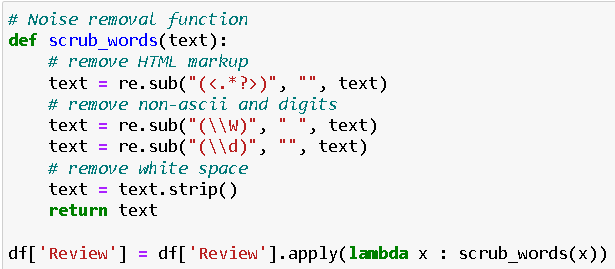 # Noise removal function
def scrub_words(text):
    # remove HTML markup
    text = re.sub("(<.*?>)", "", text)
    # remove non-ascii and digits
    text = re.sub("(\\W)", " ", text)
    text = re.sub("(\\d)", "", text)
    # remove white space
    text = text.strip()
    return text

df['Review'] = df['Review'].apply(lambda x : scrub_words(x))